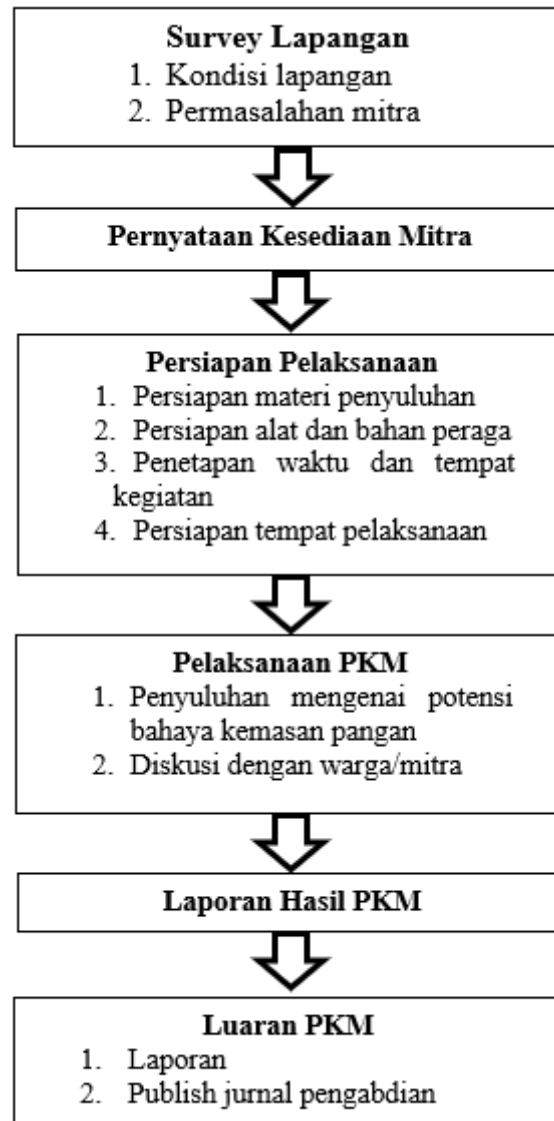 Survey Lapangan
1. Kondisi lapangan
2. Permasalahan mitra
Pernyataan Kesediaan Mitra
Persiapan Pelaksanaan
1. Persiapan materi penyuluhan
2. Persiapan alat dan bahan peraga
3. Penetapan waktu dan tempat
kegiatan
4. Persiapan tempat pelaksanaan
Pelaksanaan PKM
1. Penyuluhan mengenai potensi
bahaya kemasan pangan
2. Diskusi dengan warga/mitra
Laporan Hasil PKM
Luaran PKM
1. Laporan
2. Publish jurnal pengabdian